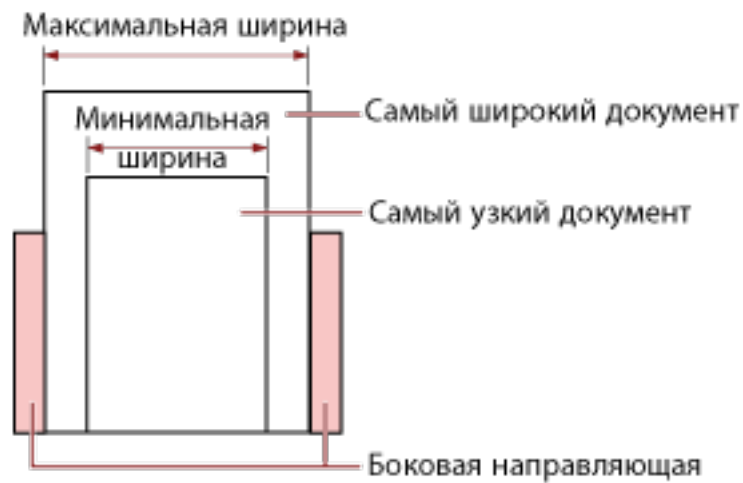 Максимальная ширина
Самый широкий документ
Минимальная
ширина
Самый узкий документ
Боковая направляющая